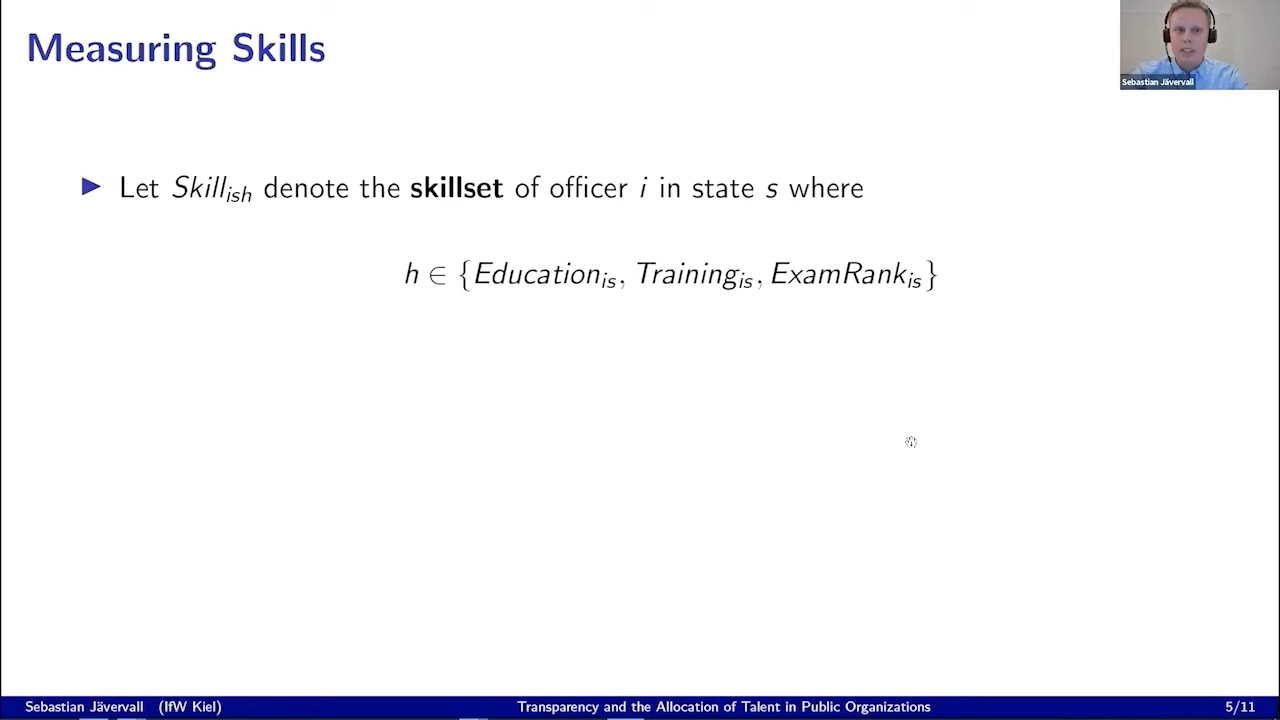 Measuring Skills
Sebastian Jävervall
▶ Let Skill_ish denote the skillset of officer i in state s where
h ∈ {Education_is, Training_is, ExamRank_is}
Sebastian Jävervall (IfW Kiel) Transparency and the Allocation of Talent in Public Organizations 5/11